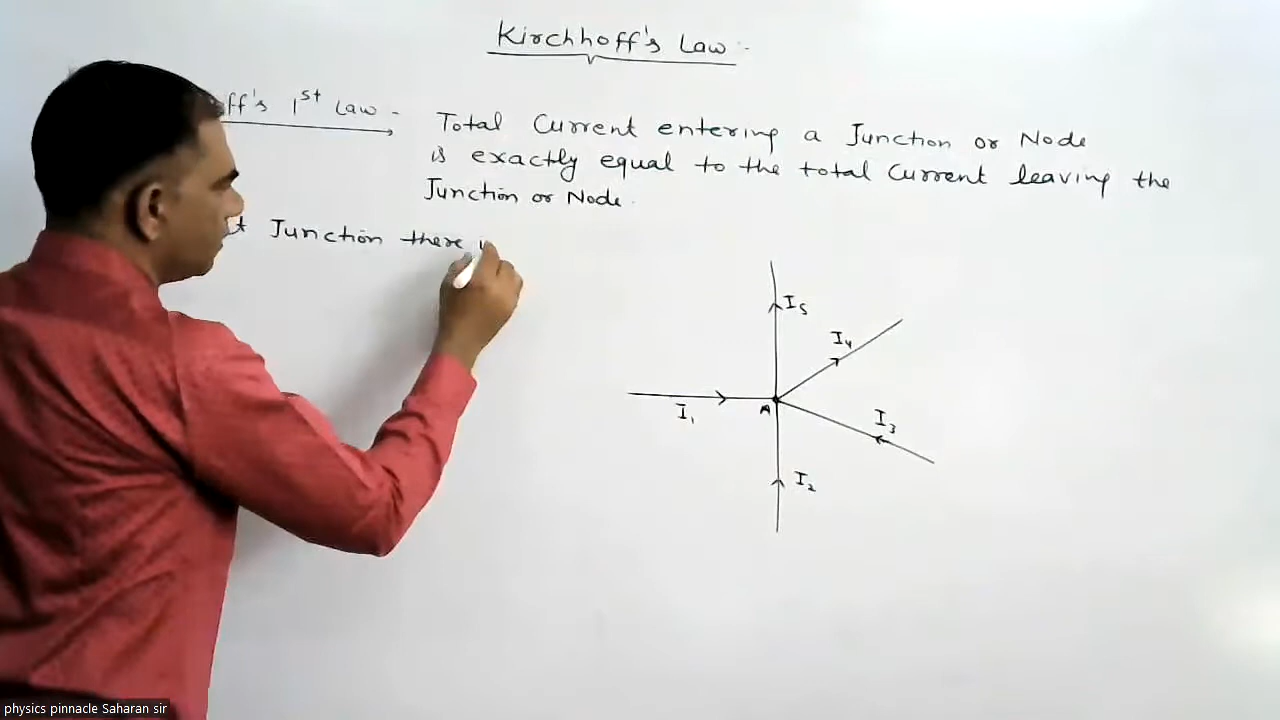 Kirchhoff's Law :-
off's 1st Law -
Total Current entering a Junction or Node
is exactly equal to the total Current leaving the
Junction or Node.
Junction there
I5
I4
I3
A
I1
I2
physics pinnacle Saharan sir